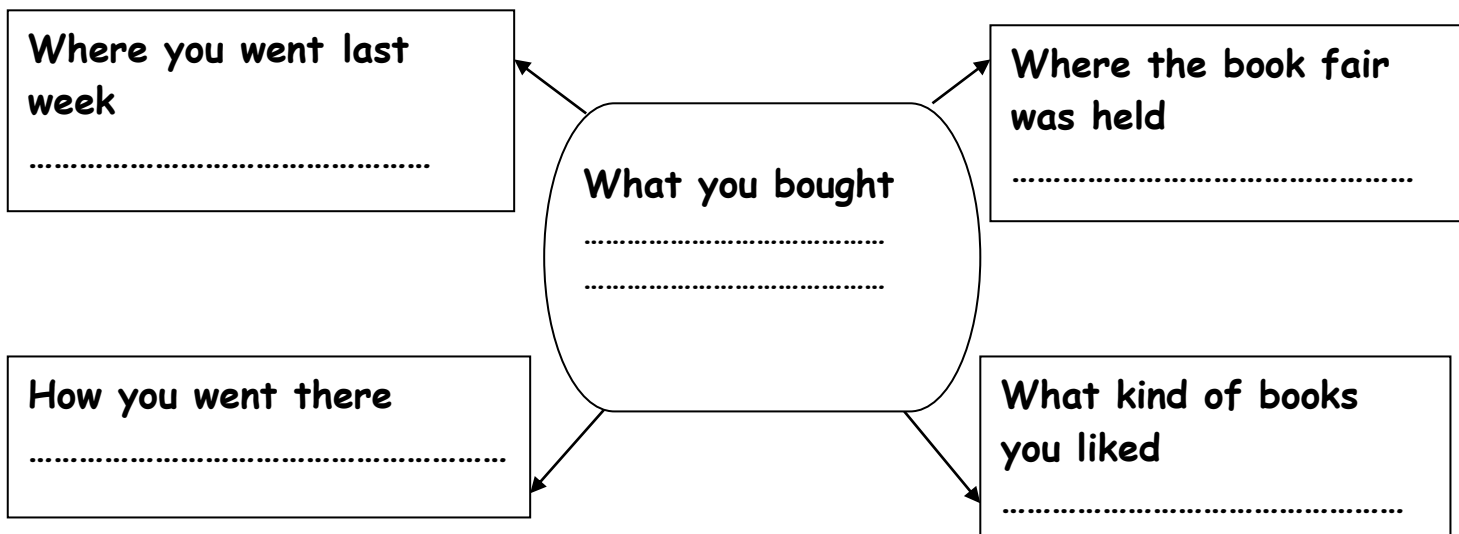 Where you went last
week
………………………………………
Where the book fair
was held
………………………………………
What you bought
……………………………………
……………………………………
How you went there
………………………………………………
What kind of books
you liked
………………………………………